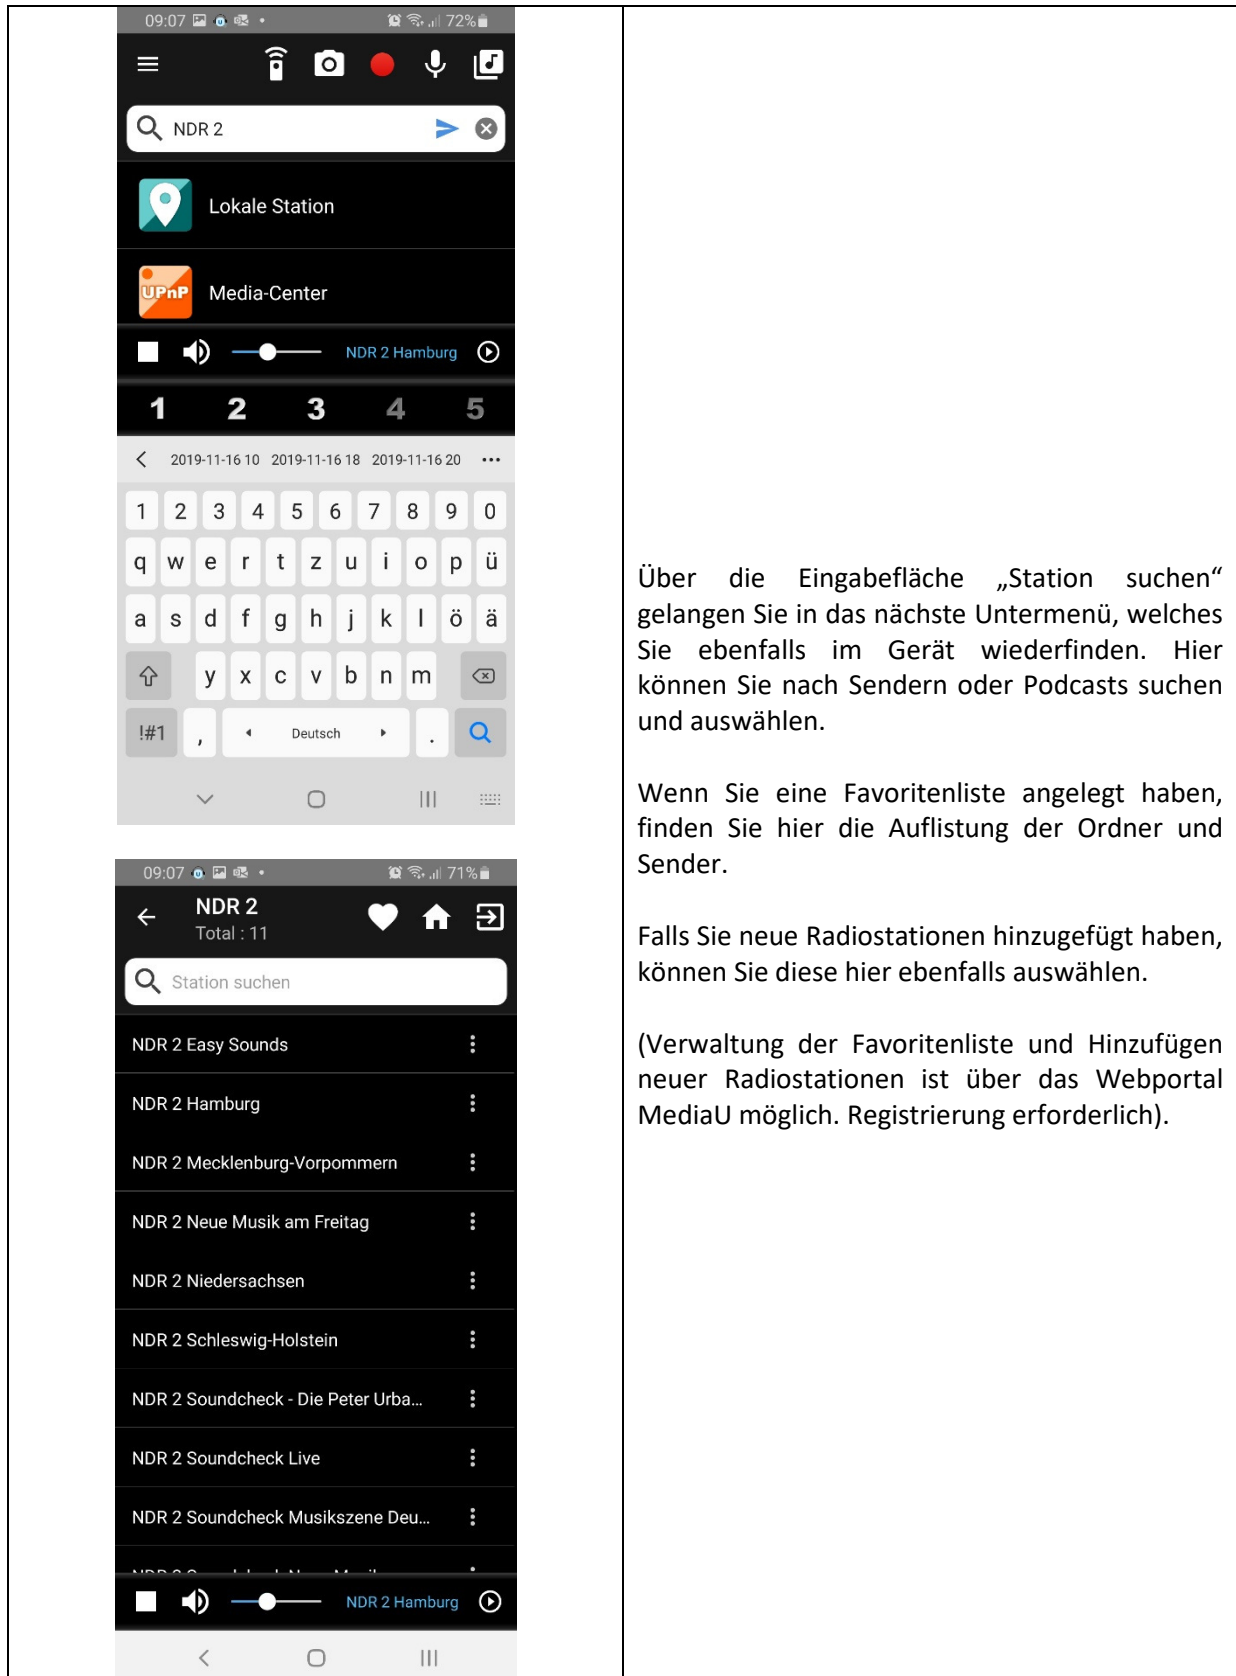 09:07 72%
NDR 2
Lokale Station
UPnP Media-Center
NDR 2 Hamburg
1 2 3 4 5
2019-11-16 10 2019-11-16 18 2019-11-16 20
1 2 3 4 5 6 7 8 9 0
q w e r t z u i o p ü
a s d f g h j k l ö ä
y x c v b n m
!#1 , Deutsch .
09:07 71%
NDR 2
Total : 11
Station suchen
NDR 2 Easy Sounds
NDR 2 Hamburg
NDR 2 Mecklenburg-Vorpommern
NDR 2 Neue Musik am Freitag
NDR 2 Niedersachsen
NDR 2 Schleswig-Holstein
NDR 2 Soundcheck - Die Peter Urba...
NDR 2 Soundcheck Live
NDR 2 Soundcheck Musikszene Deu...
NDR 2 Hamburg
Über die Eingabefläche „Station suchen“
gelangen Sie in das nächste Untermenü, welches
Sie ebenfalls im Gerät wiederfinden. Hier
können Sie nach Sendern oder Podcasts suchen
und auswählen.
Wenn Sie eine Favoritenliste angelegt haben,
finden Sie hier die Auflistung der Ordner und
Sender.
Falls Sie neue Radiostationen hinzugefügt haben,
können Sie diese hier ebenfalls auswählen.
(Verwaltung der Favoritenliste und Hinzufügen
neuer Radiostationen ist über das Webportal
MediaU möglich. Registrierung erforderlich).